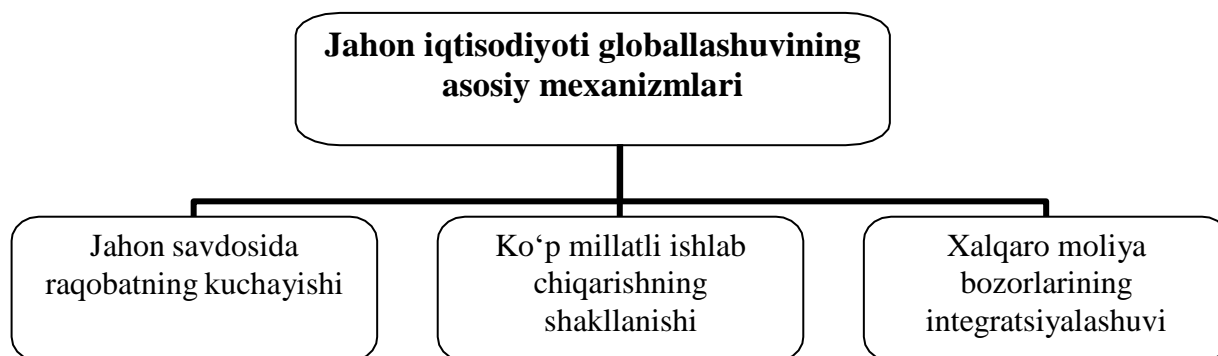 Jahon iqtisodiyoti globallashuvining
asosiy mexanizmlari
Jahon savdosida
raqobatning kuchayishi
Ko‘p millatli ishlab
chiqarishning
shakllanishi
Xalqaro moliya
bozorlarining
integratsiyalashuvi